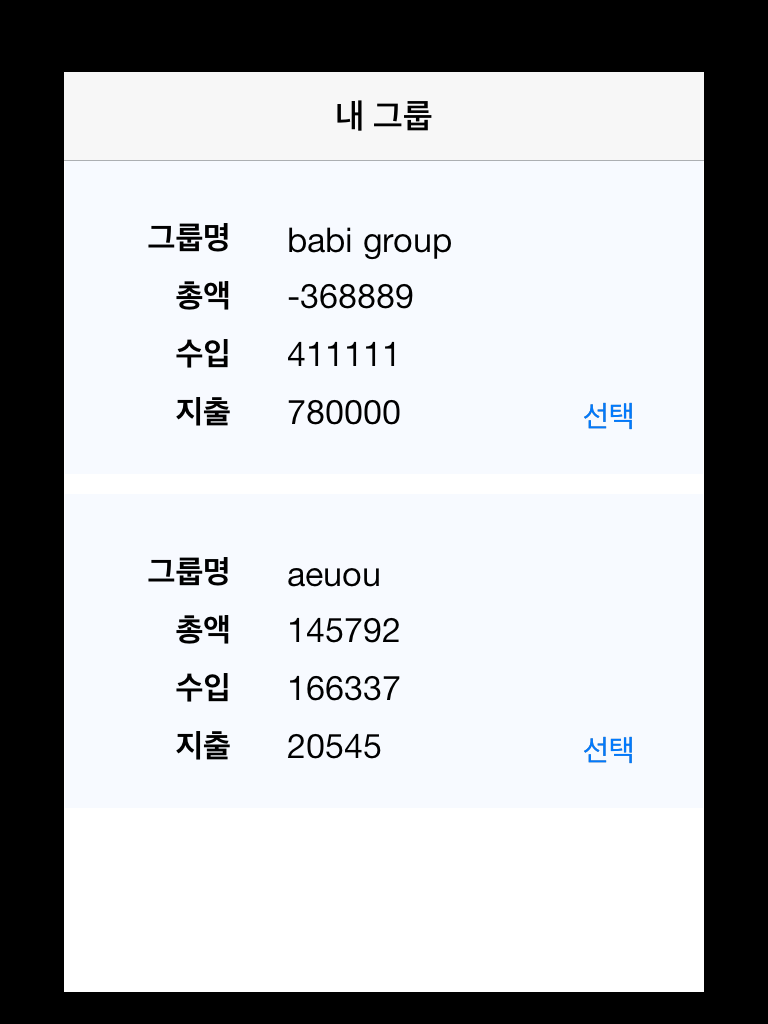 내 그룹
그룹명 babi group
총액 -368889
수입 411111
지출 780000 선택
그룹명 aeuou
총액 145792
수입 166337
지출 20545 선택